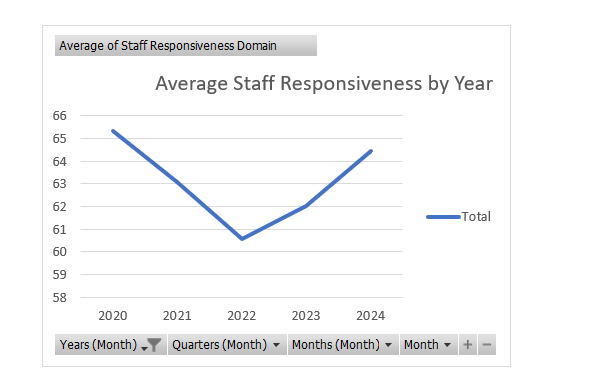 Average of Staff Responsiveness Domain
Average Staff Responsiveness by Year
66
65
64
63
62
61
60
59
58
2020 2021 2022 2023 2024
Total
Years (Month) Quarters (Month) Months (Month) Month + −